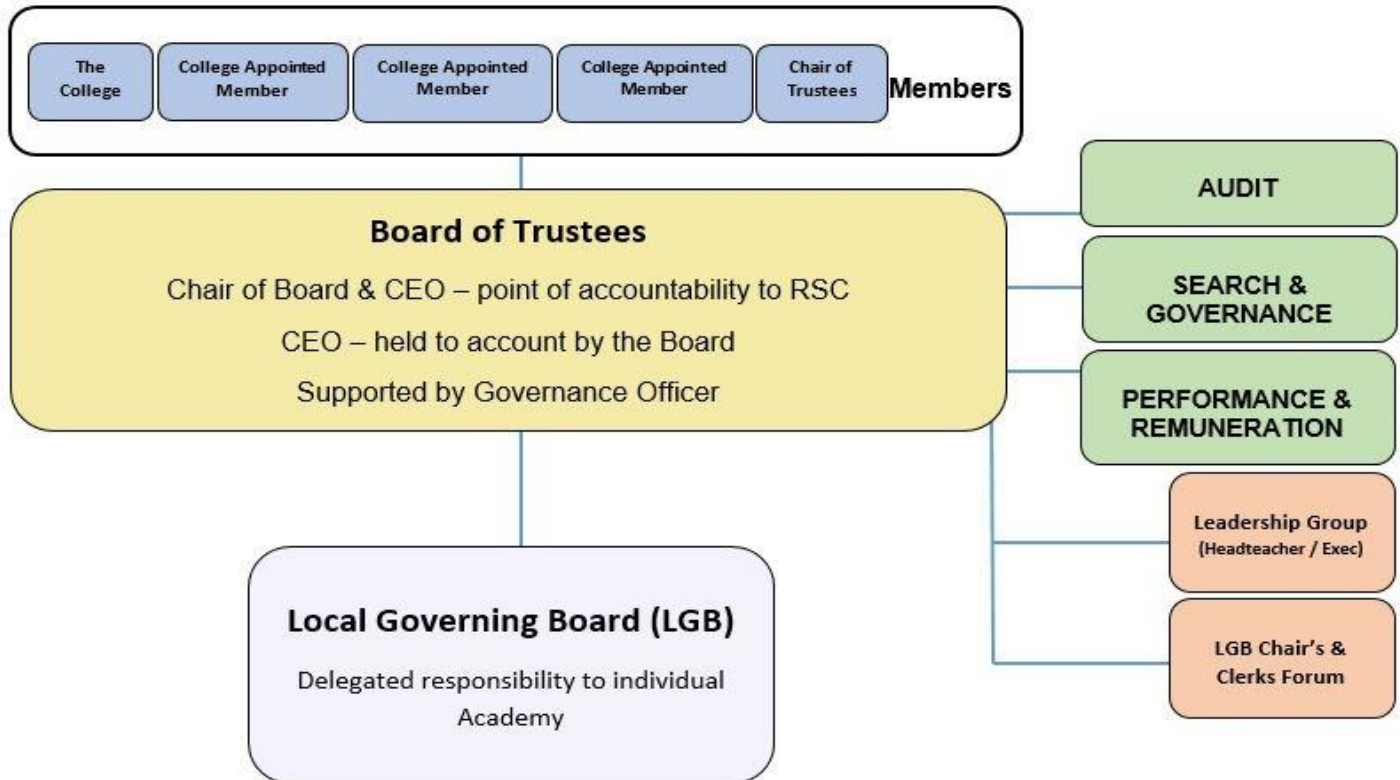 The
College
College Appointed
Member
College Appointed
Member
College Appointed
Member
Chair of
Trustees
Members
Board of Trustees
Chair of Board & CEO – point of accountability to RSC
CEO – held to account by the Board
Supported by Governance Officer
AUDIT
SEARCH &
GOVERNANCE
PERFORMANCE &
REMUNERATION
Leadership Group
(Headteacher / Exec)
LGB Chair’s &
Clerks Forum
Local Governing Board (LGB)
Delegated responsibility to individual
Academy